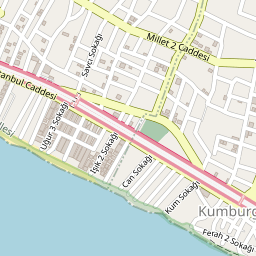 Millet 2 Caddesi
Savcı Sokağı
tanbul Caddesi
Uğur 3 Sokağı
Işık 2 Sokağı
Can Sokağı
Kum Sokağı
Kumburg
Ferah 2 Sokağı